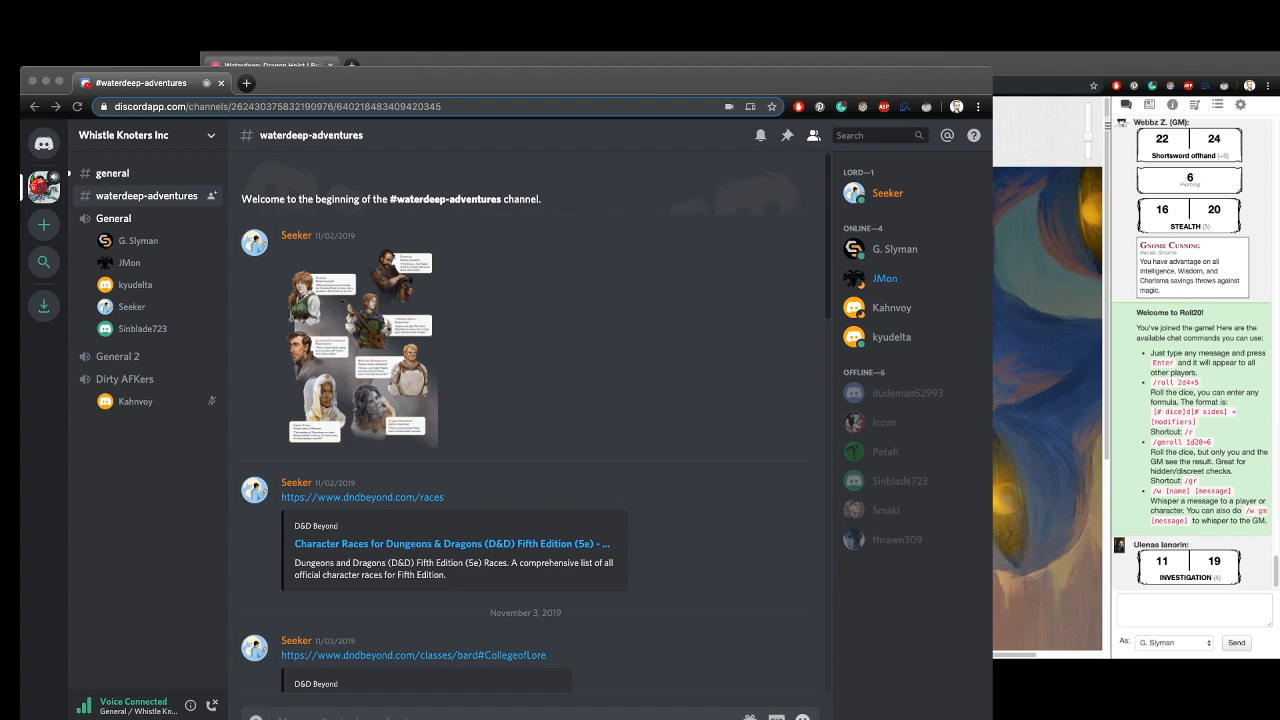 #waterdeep-adventures
discordapp.com/channels/262430375832190976/640218483409420345
Whistle Knoters Inc
general
waterdeep-adventures
General
G. Slyman
JMon
kyudelta
Seeker
Sinblade723
General 2
Dirty AFKers
Kahnvoy
Voice Connected
General / Whistle Kn...
# waterdeep-adventures
Search
Welcome to the beginning of the #waterdeep-adventures channel.
Seeker 11/02/2019
Seeker 11/02/2019
https://www.dndbeyond.com/races
D&D Beyond
Character Races for Dungeons & Dragons (D&D) Fifth Edition (5e) - ...
Dungeons and Dragons (D&D) Fifth Edition (5e) Races. A comprehensive list of all
official character races for Fifth Edition.
November 3, 2019
Seeker 11/03/2019
https://www.dndbeyond.com/classes/bard#CollegeofLore
D&D Beyond
LORD—1
Seeker
ONLINE—4
G. Slyman
JMon
Kahnvoy
kyudelta
OFFLINE—6
dudeman52993
Iccon
Petah
Sinblade723
Smaki
thrawn309
Webbz Z. (GM):
22 24
Shortsword offhand (+6)
6
Piercing
16 20
STEALTH (5)
GNOME CUNNING
Racial: Gnome
You have advantage on all
Intelligence, Wisdom, and
Charisma savings throws against
magic.
Welcome to Roll20!
You've joined the game! Here are the
available chat commands you can use:
Just type any message and press
Enter and it will appear to all
other players.
/roll 2d4+5
Roll the dice, you can enter any
formula. The format is:
[# dice]d[# sides] +
[modifiers]
Shortcut: /r
/gmroll 1d20+6
Roll the dice, but only you and the
GM see the result. Great for
hidden/discreet checks.
Shortcut: /gr
/w [name] [message]
Whisper a message to a player or
character. You can also do /w gm
[message] to whisper to the GM.
Ulenas Ianorin:
11 19
INVESTIGATION (4)
As: G. Slyman Send